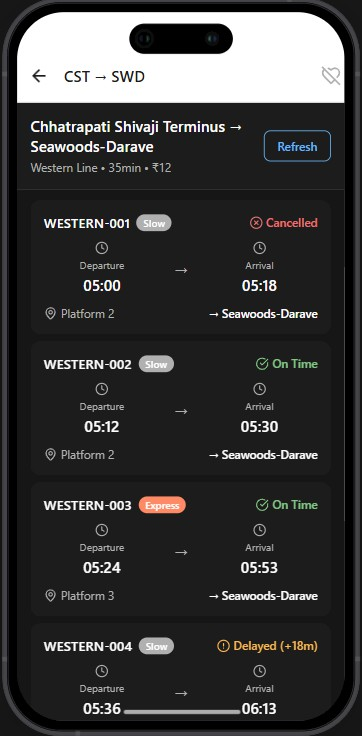 CST → SWD
Chhatrapati Shivaji Terminus →
Seawoods-Darave
Western Line • 35min • ₹12
Refresh
WESTERN-001 Slow Cancelled
Departure → Arrival
05:00 05:18
Platform 2 → Seawoods-Darave
WESTERN-002 Slow On Time
Departure → Arrival
05:12 05:30
Platform 2 → Seawoods-Darave
WESTERN-003 Express On Time
Departure → Arrival
05:24 05:53
Platform 3 → Seawoods-Darave
WESTERN-004 Slow Delayed (+18m)
Departure → Arrival
05:36 06:13